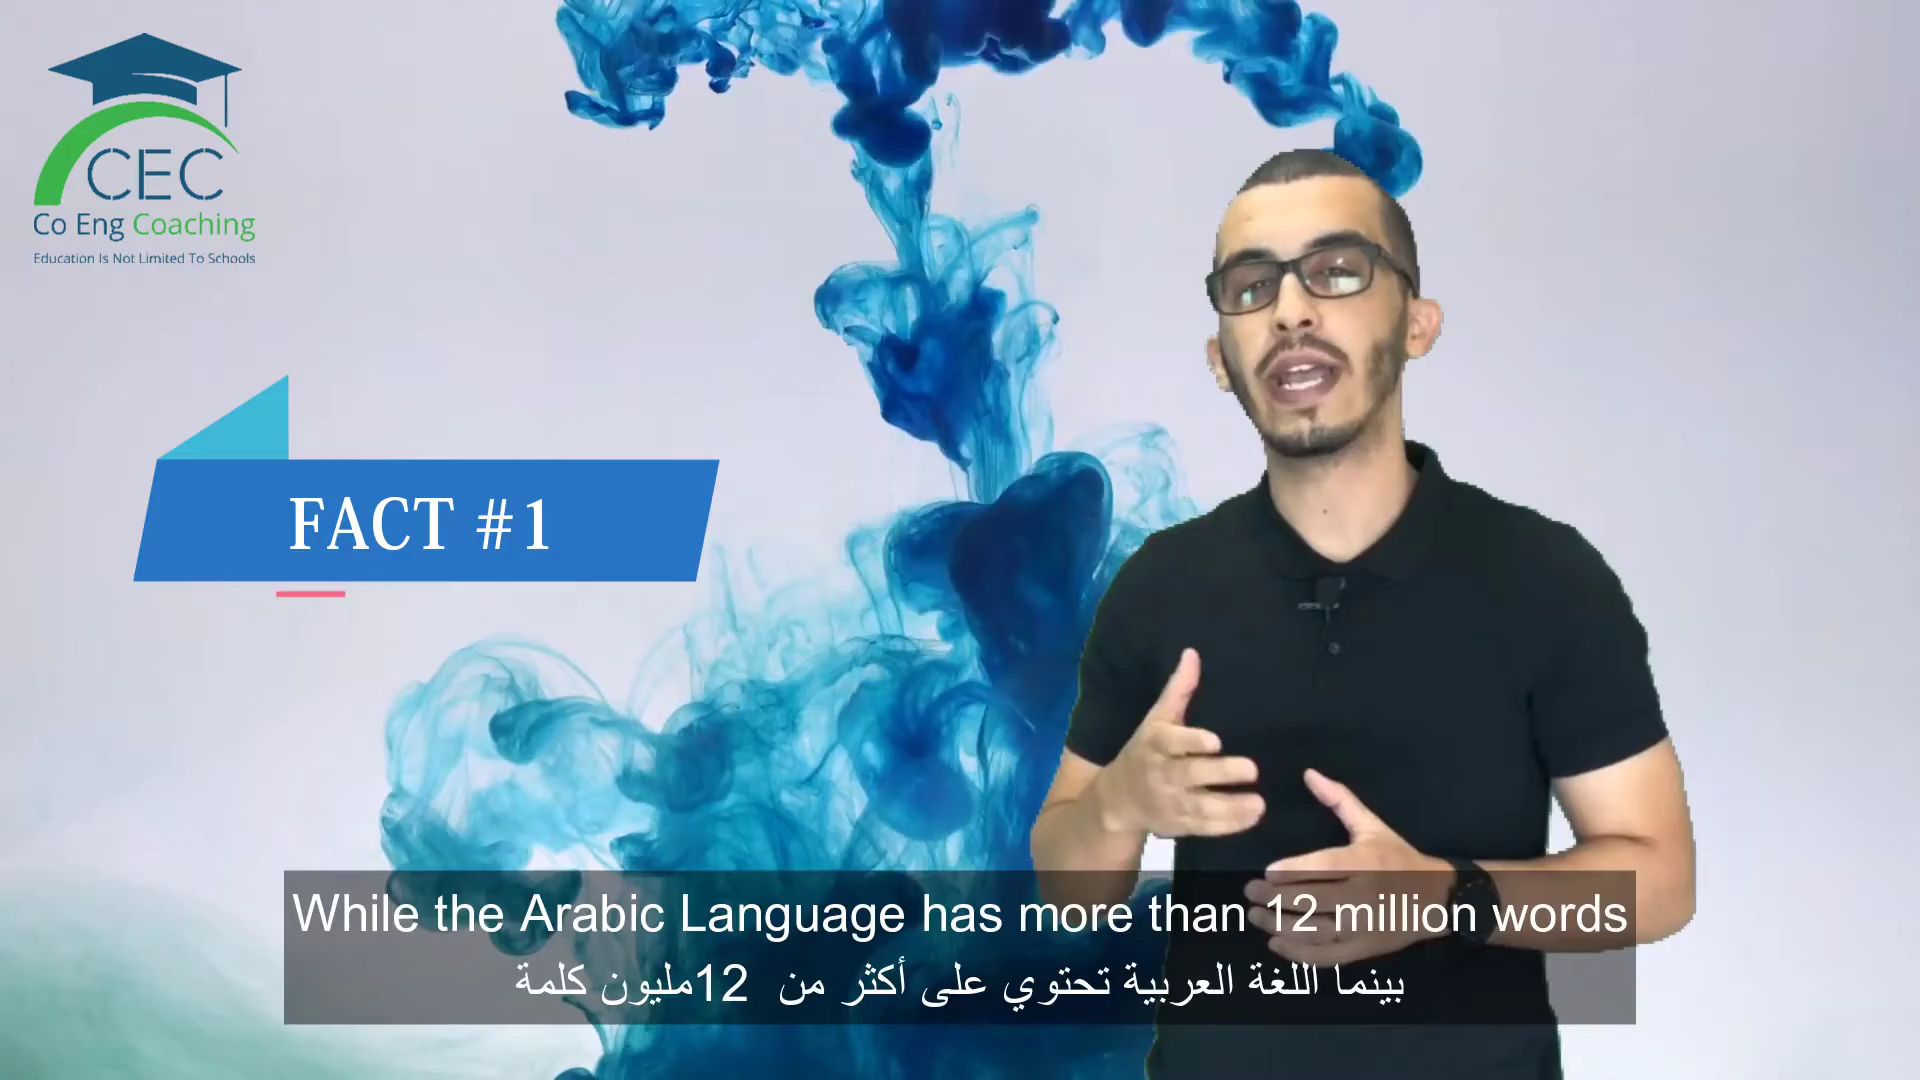 CEC
Co Eng Coaching
Education Is Not Limited To Schools
FACT #1
While the Arabic Language has more than 12 million words
بينما اللغة العربية تحتوي على أكثر من 12مليون كلمة